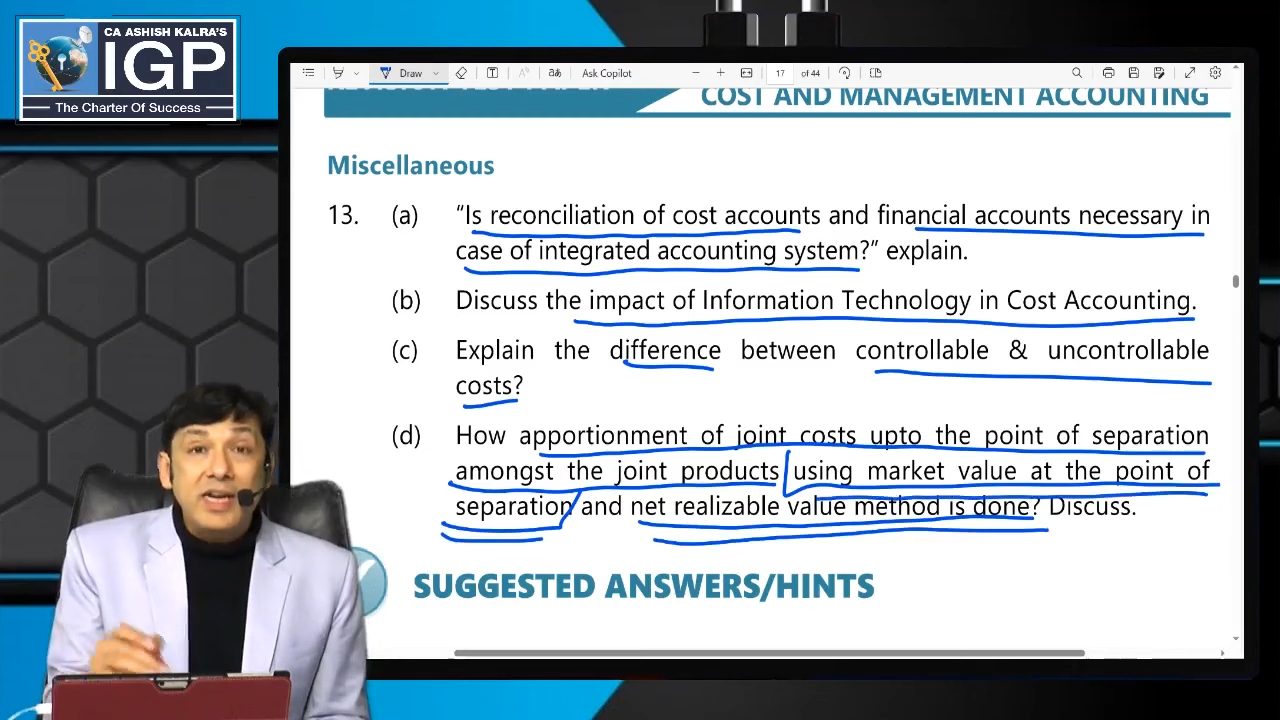 CA ASHISH KALRA'S
IGP
The Charter Of Success
Draw
Ask Copilot
17 of 44
REVISION TEST PAPER
COST AND MANAGEMENT ACCOUNTING
Miscellaneous
13. (a) “Is reconciliation of cost accounts and financial accounts necessary in
case of integrated accounting system?” explain.
(b) Discuss the impact of Information Technology in Cost Accounting.
(c) Explain the difference between controllable & uncontrollable
costs?
(d) How apportionment of joint costs upto the point of separation
amongst the joint products using market value at the point of
separation and net realizable value method is done? Discuss.
SUGGESTED ANSWERS/HINTS